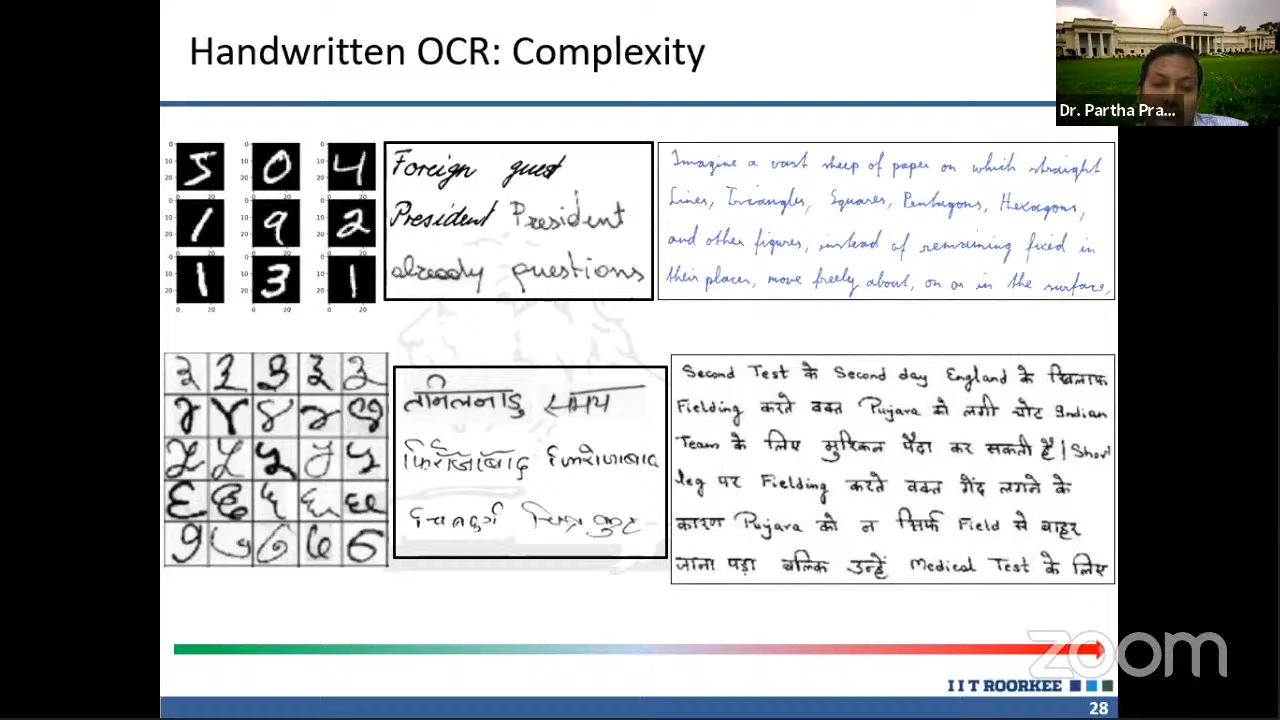 Handwritten OCR: Complexity
Dr. Partha Pra...
5 0 4
1 9 2
1 3 1
Foreign guest
President President
already questions
Imagine a vast sheep of paper on which straight
Lines, Triangles, Squares, Pentagons, Hexagons,
and other figures, instead of remaining fixed in
their places, move freely about, on or in the surface,
तमिलनाडु समय
फिरोजाबाद फिरोजाबाद
चित्रकुट
Second Test के Second day England के खिलाफ
Fielding करते वक्त Pujara को लगी चोट Indian
Team के लिए मुश्किल पैदा कर सकती है | Short
leg पर Fielding करते वक्त गेंद लगने के
कारण Pujara को न सिर्फ Field से बाहर
जाना पड़ा बल्कि उन्हें Medical Test के लिए
zoom
I I T ROORKEE
28